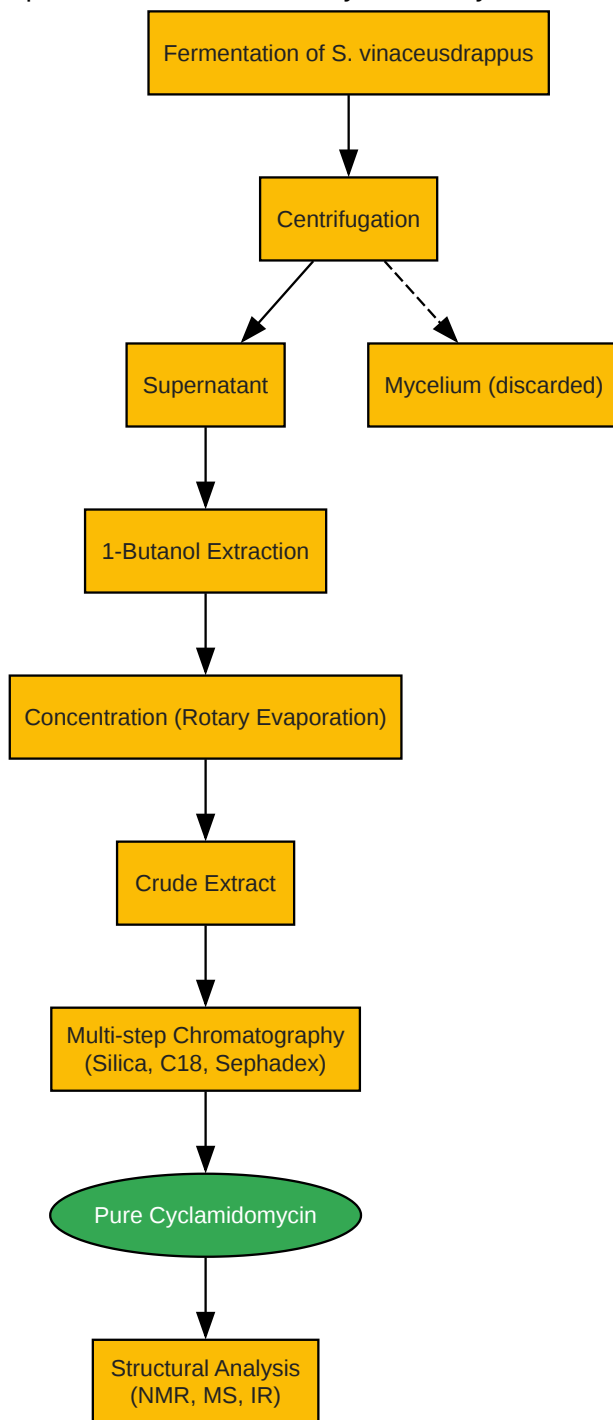 Fermentation of S. vinaceusdrappus
Centrifugation
Supernatant
Mycelium (discarded)
1-Butanol Extraction
Concentration (Rotary Evaporation)
Crude Extract
Multi-step Chromatography
(Silica, C18, Sephadex)
Pure Cyclamidomycin
Structural Analysis
(NMR, MS, IR)